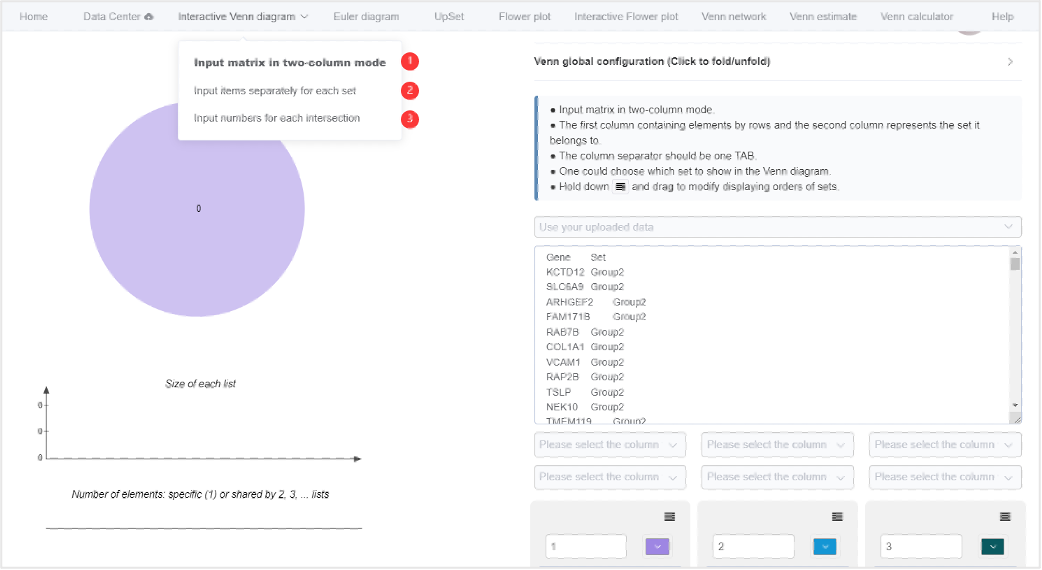 Home Data Center Interactive Venn diagram Euler diagram UpSet Flower plot Interactive Flower plot Venn network Venn estimate Venn calculator Help
Input matrix in two-column mode 1
Input items separately for each set 2
Input numbers for each intersection 3
0
Size of each list
0
0
0
Number of elements: specific (1) or shared by 2, 3, ... lists
Venn global configuration (Click to fold/unfold)
● Input matrix in two-column mode.
● The first column containing elements by rows and the second column represents the set it
belongs to.
● The column separator should be one TAB.
● One could choose which set to show in the Venn diagram.
● Hold down and drag to modify displaying orders of sets.
Use your uploaded data
Gene Set
KCTD12 Group2
SLC6A9 Group2
ARHGEF2 Group2
FAM171B Group2
RAB7B Group2
COL1A1 Group2
VCAM1 Group2
RAP2B Group2
TSLP Group2
NEK10 Group2
TMEM119 Group2
Please select the column Please select the column Please select the column
Please select the column Please select the column Please select the column
1 2 3